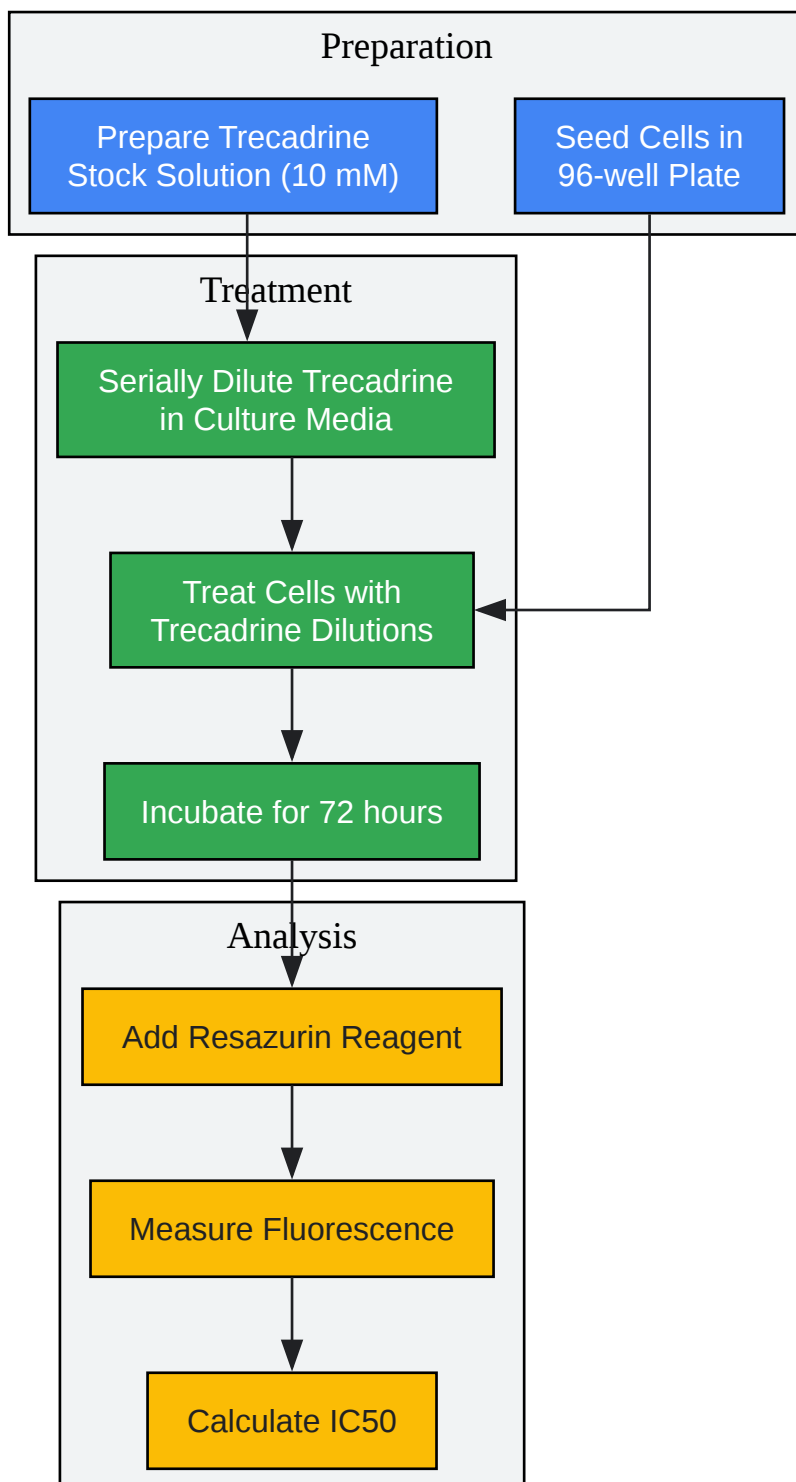 Preparation
Prepare Trecadrine
Stock Solution (10 mM)
Seed Cells in
96-well Plate
Treatment
Serially Dilute Trecadrine
in Culture Media
Treat Cells with
Trecadrine Dilutions
Incubate for 72 hours
Analysis
Add Resazurin Reagent
Measure Fluorescence
Calculate IC50